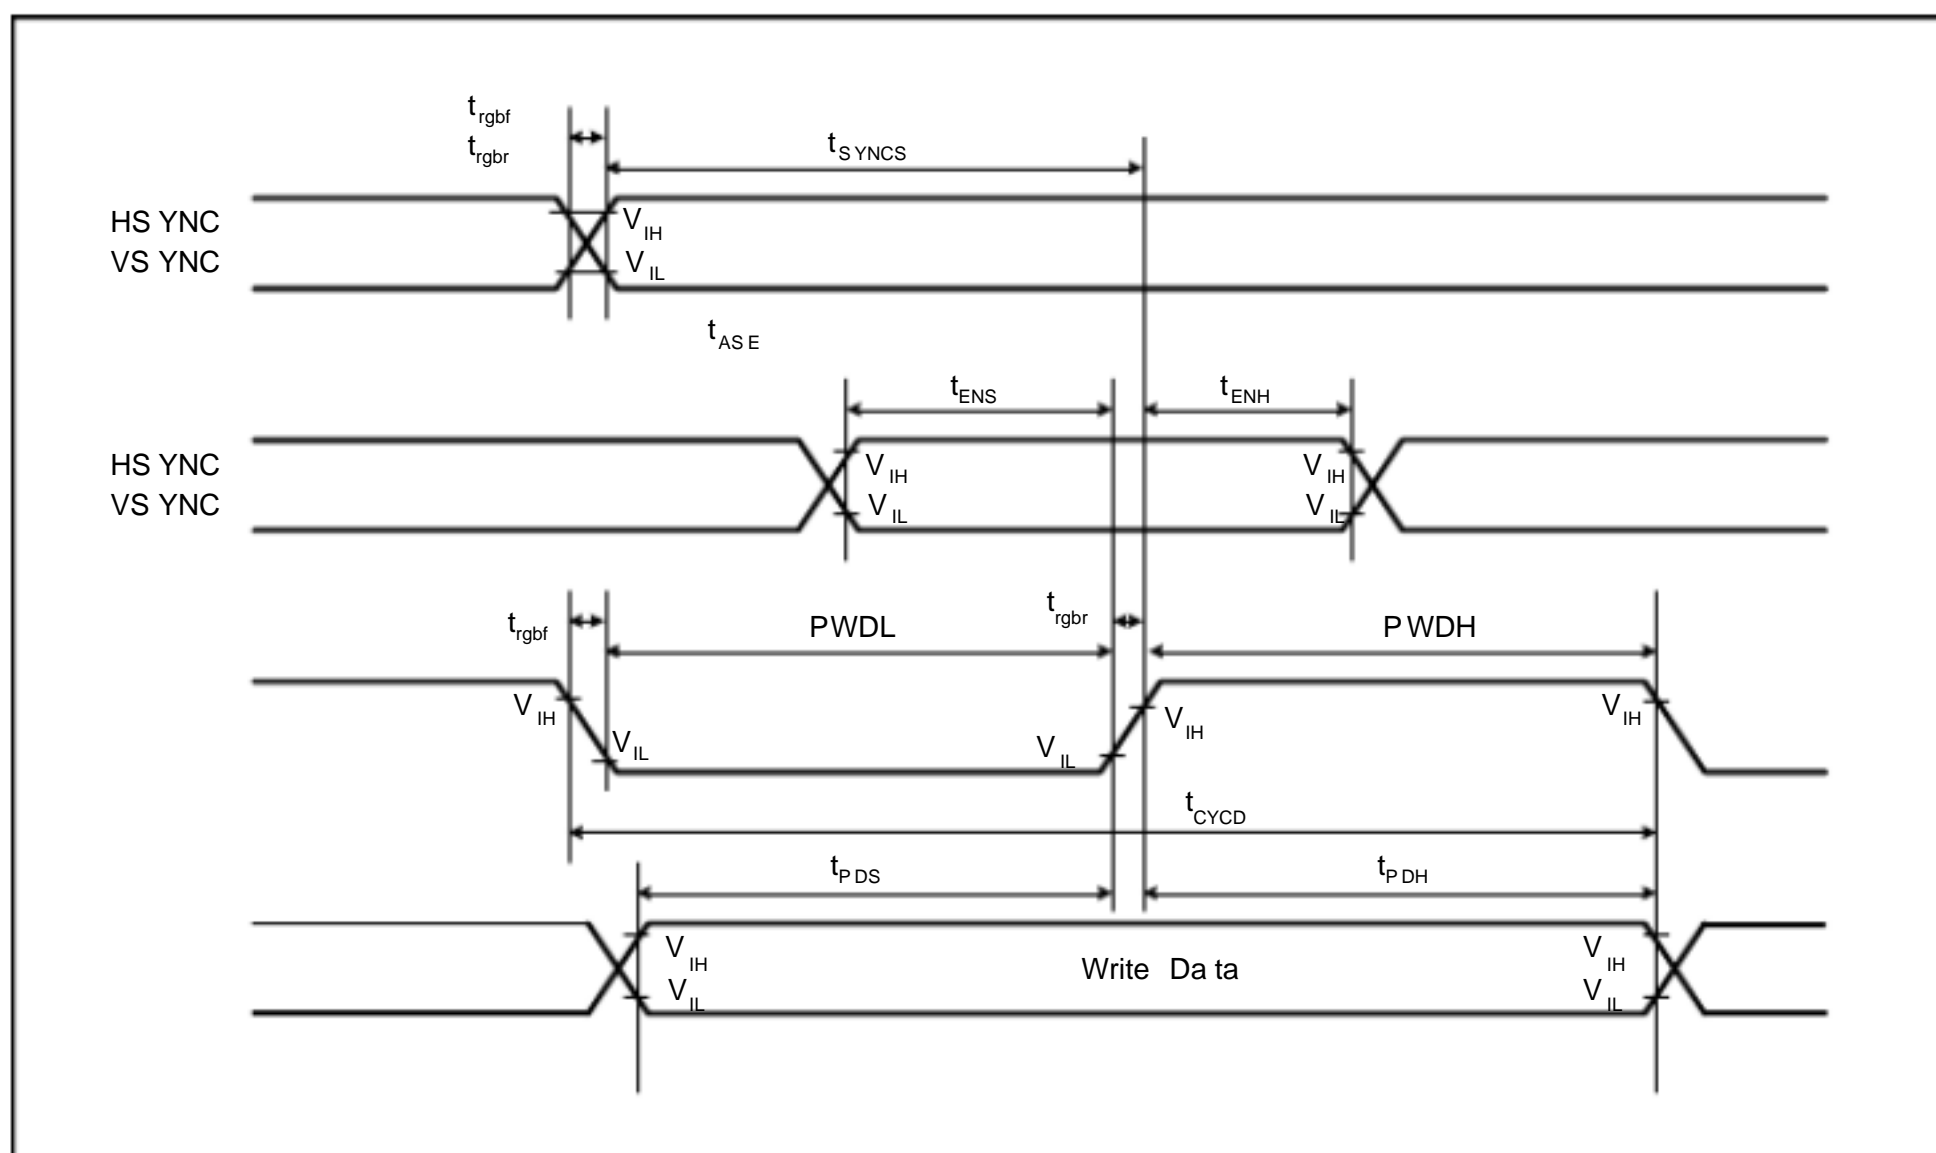 trgbf
trgbr
tSYNCS
HSYNC
VIH
VSYNC
VIL
tASE
tENS
tENH
HSYNC
VIH
VIH
VSYNC
VIL
VIL
trgbf
PWDL
trgbr
PWDH
VIH
VIH
VIH
VIL
VIL
tCYCD
tPDS
tPDH
VIH
VIH
Write Data
VIL
VIL